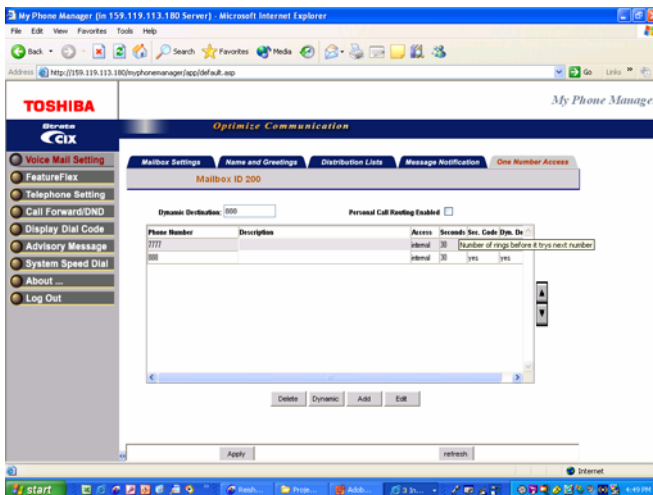 My Phone Manager (in 159.119.113.180 Server) - Microsoft Internet Explorer
File Edit View Favorites Tools Help
Back Search Favorites Media
Address http://159.119.113.180/myphonemanager/app/default.asp Go Links
TOSHIBA
My Phone Manage
Strata
CIX
Optimize Communication
Voice Mail Setting
FeatureFlex
Telephone Setting
Call Forward/DND
Display Dial Code
Advisory Message
System Speed Dial
About ...
Log Out
Mailbox Settings Name and Greetings Distribution Lists Message Notification One Number Access
Mailbox ID 200
Dynamic Destination: 888 Personal Call Routing Enabled
Phone Number Description Access Seconds Sec. Code Dyn. De
7777 internal 30
Number of rings before it trys next number
888 internal 30 yes yes
Delete Dynamic Add Edit
Apply refresh
Internet
start Proje... Adob... 4:49 PM